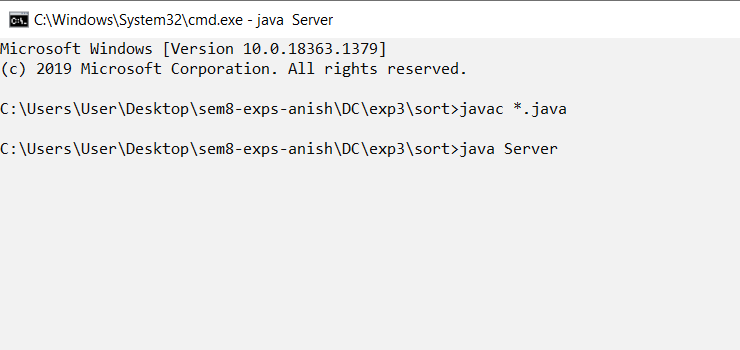 C:\Windows\System32\cmd.exe - java  Server
Microsoft Windows [Version 10.0.18363.1379]
(c) 2019 Microsoft Corporation. All rights reserved.
C:\Users\User\Desktop\sem8-exps-anish\DC\exp3\sort>javac *.java
C:\Users\User\Desktop\sem8-exps-anish\DC\exp3\sort>java Server